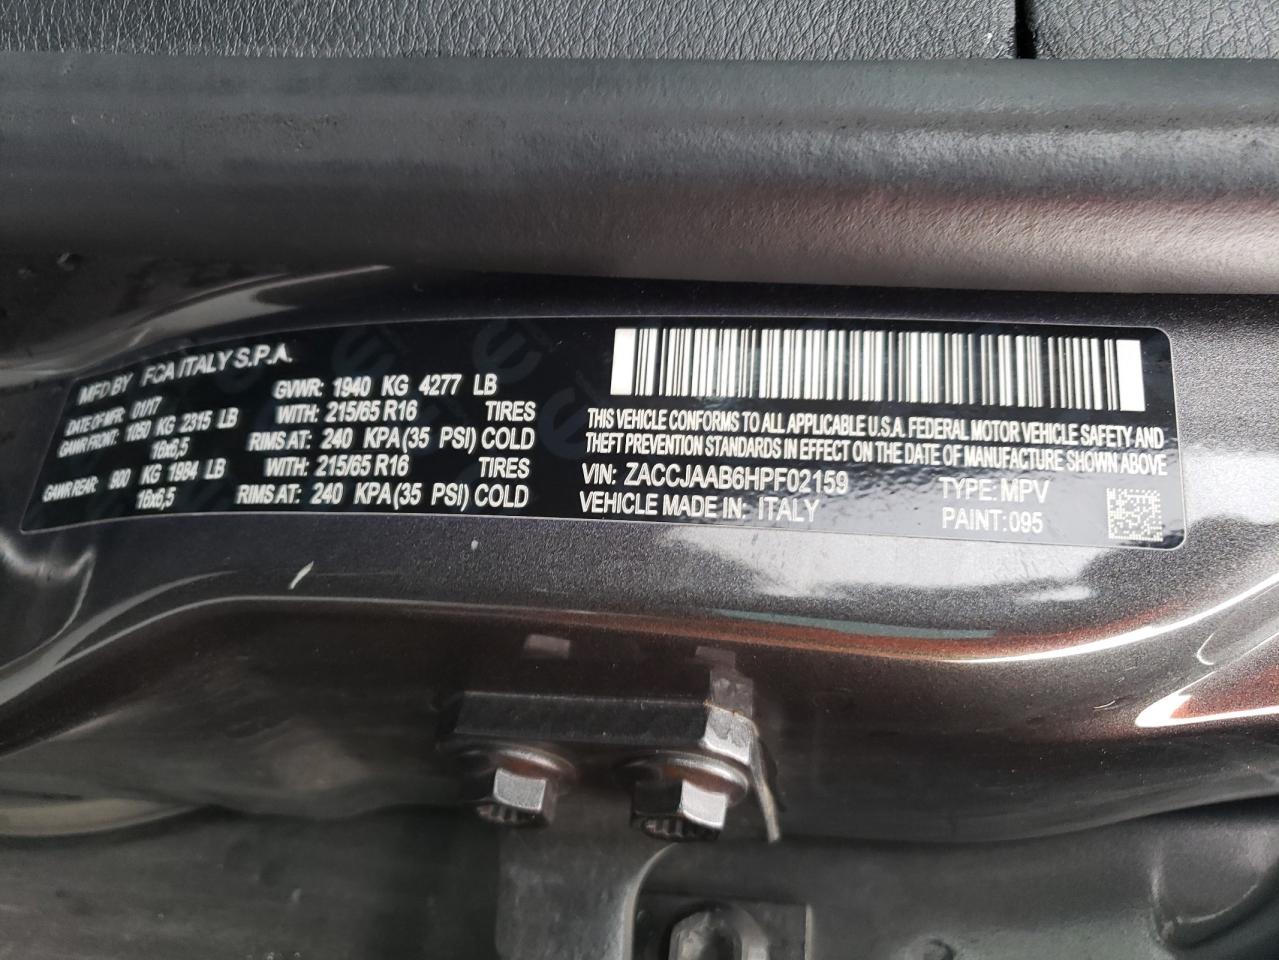 MFD BY FCA ITALY S.P.A.
DATE OF MFR: 01/17 GVWR: 1940 KG 4277 LB
GAWR FRONT: 1050 KG 2315 LB WITH: 215/65 R16 TIRES
16x6,5 RIMS AT: 240 KPA(35 PSI) COLD
GAWR REAR: 900 KG 1984 LB WITH: 215/65 R16 TIRES
16x6,5 RIMS AT: 240 KPA(35 PSI) COLD
THIS VEHICLE CONFORMS TO ALL APPLICABLE U.S.A. FEDERAL MOTOR VEHICLE SAFETY AND
THEFT PREVENTION STANDARDS IN EFFECT ON THE DATE OF MANUFACTURE SHOWN ABOVE.
VIN: ZACCJAAB6HPF02159 TYPE: MPV
VEHICLE MADE IN: ITALY PAINT:095